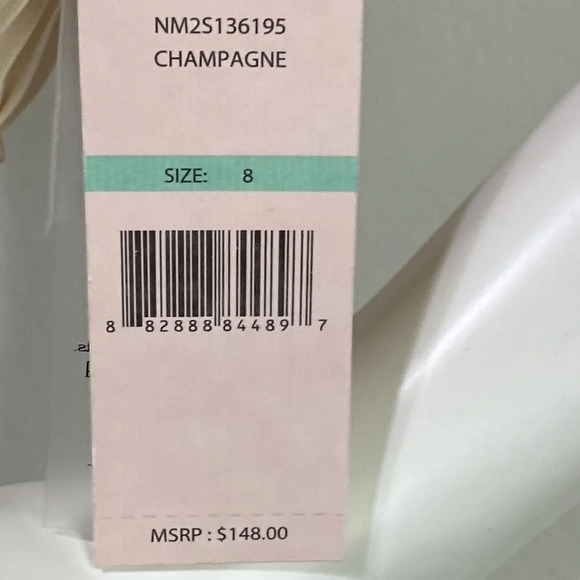 NM2S136195
CHAMPAGNE
SIZE: 8
8 82888 84489 7
MSRP : $148.00